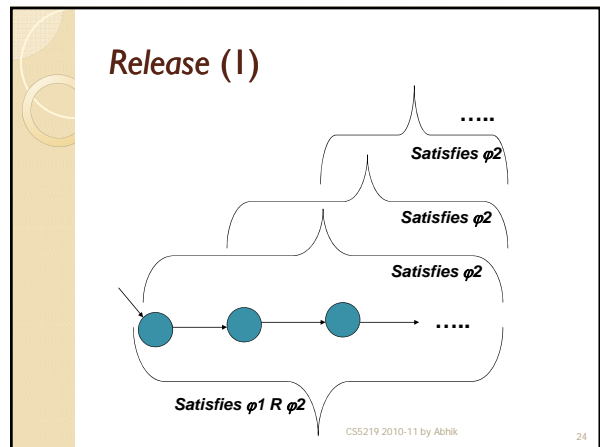 Release (1)
.....
Satisfies φ2
Satisfies φ2
Satisfies φ2
.....
Satisfies φ1 R φ2
CS5219 2010-11 by Abhik
24